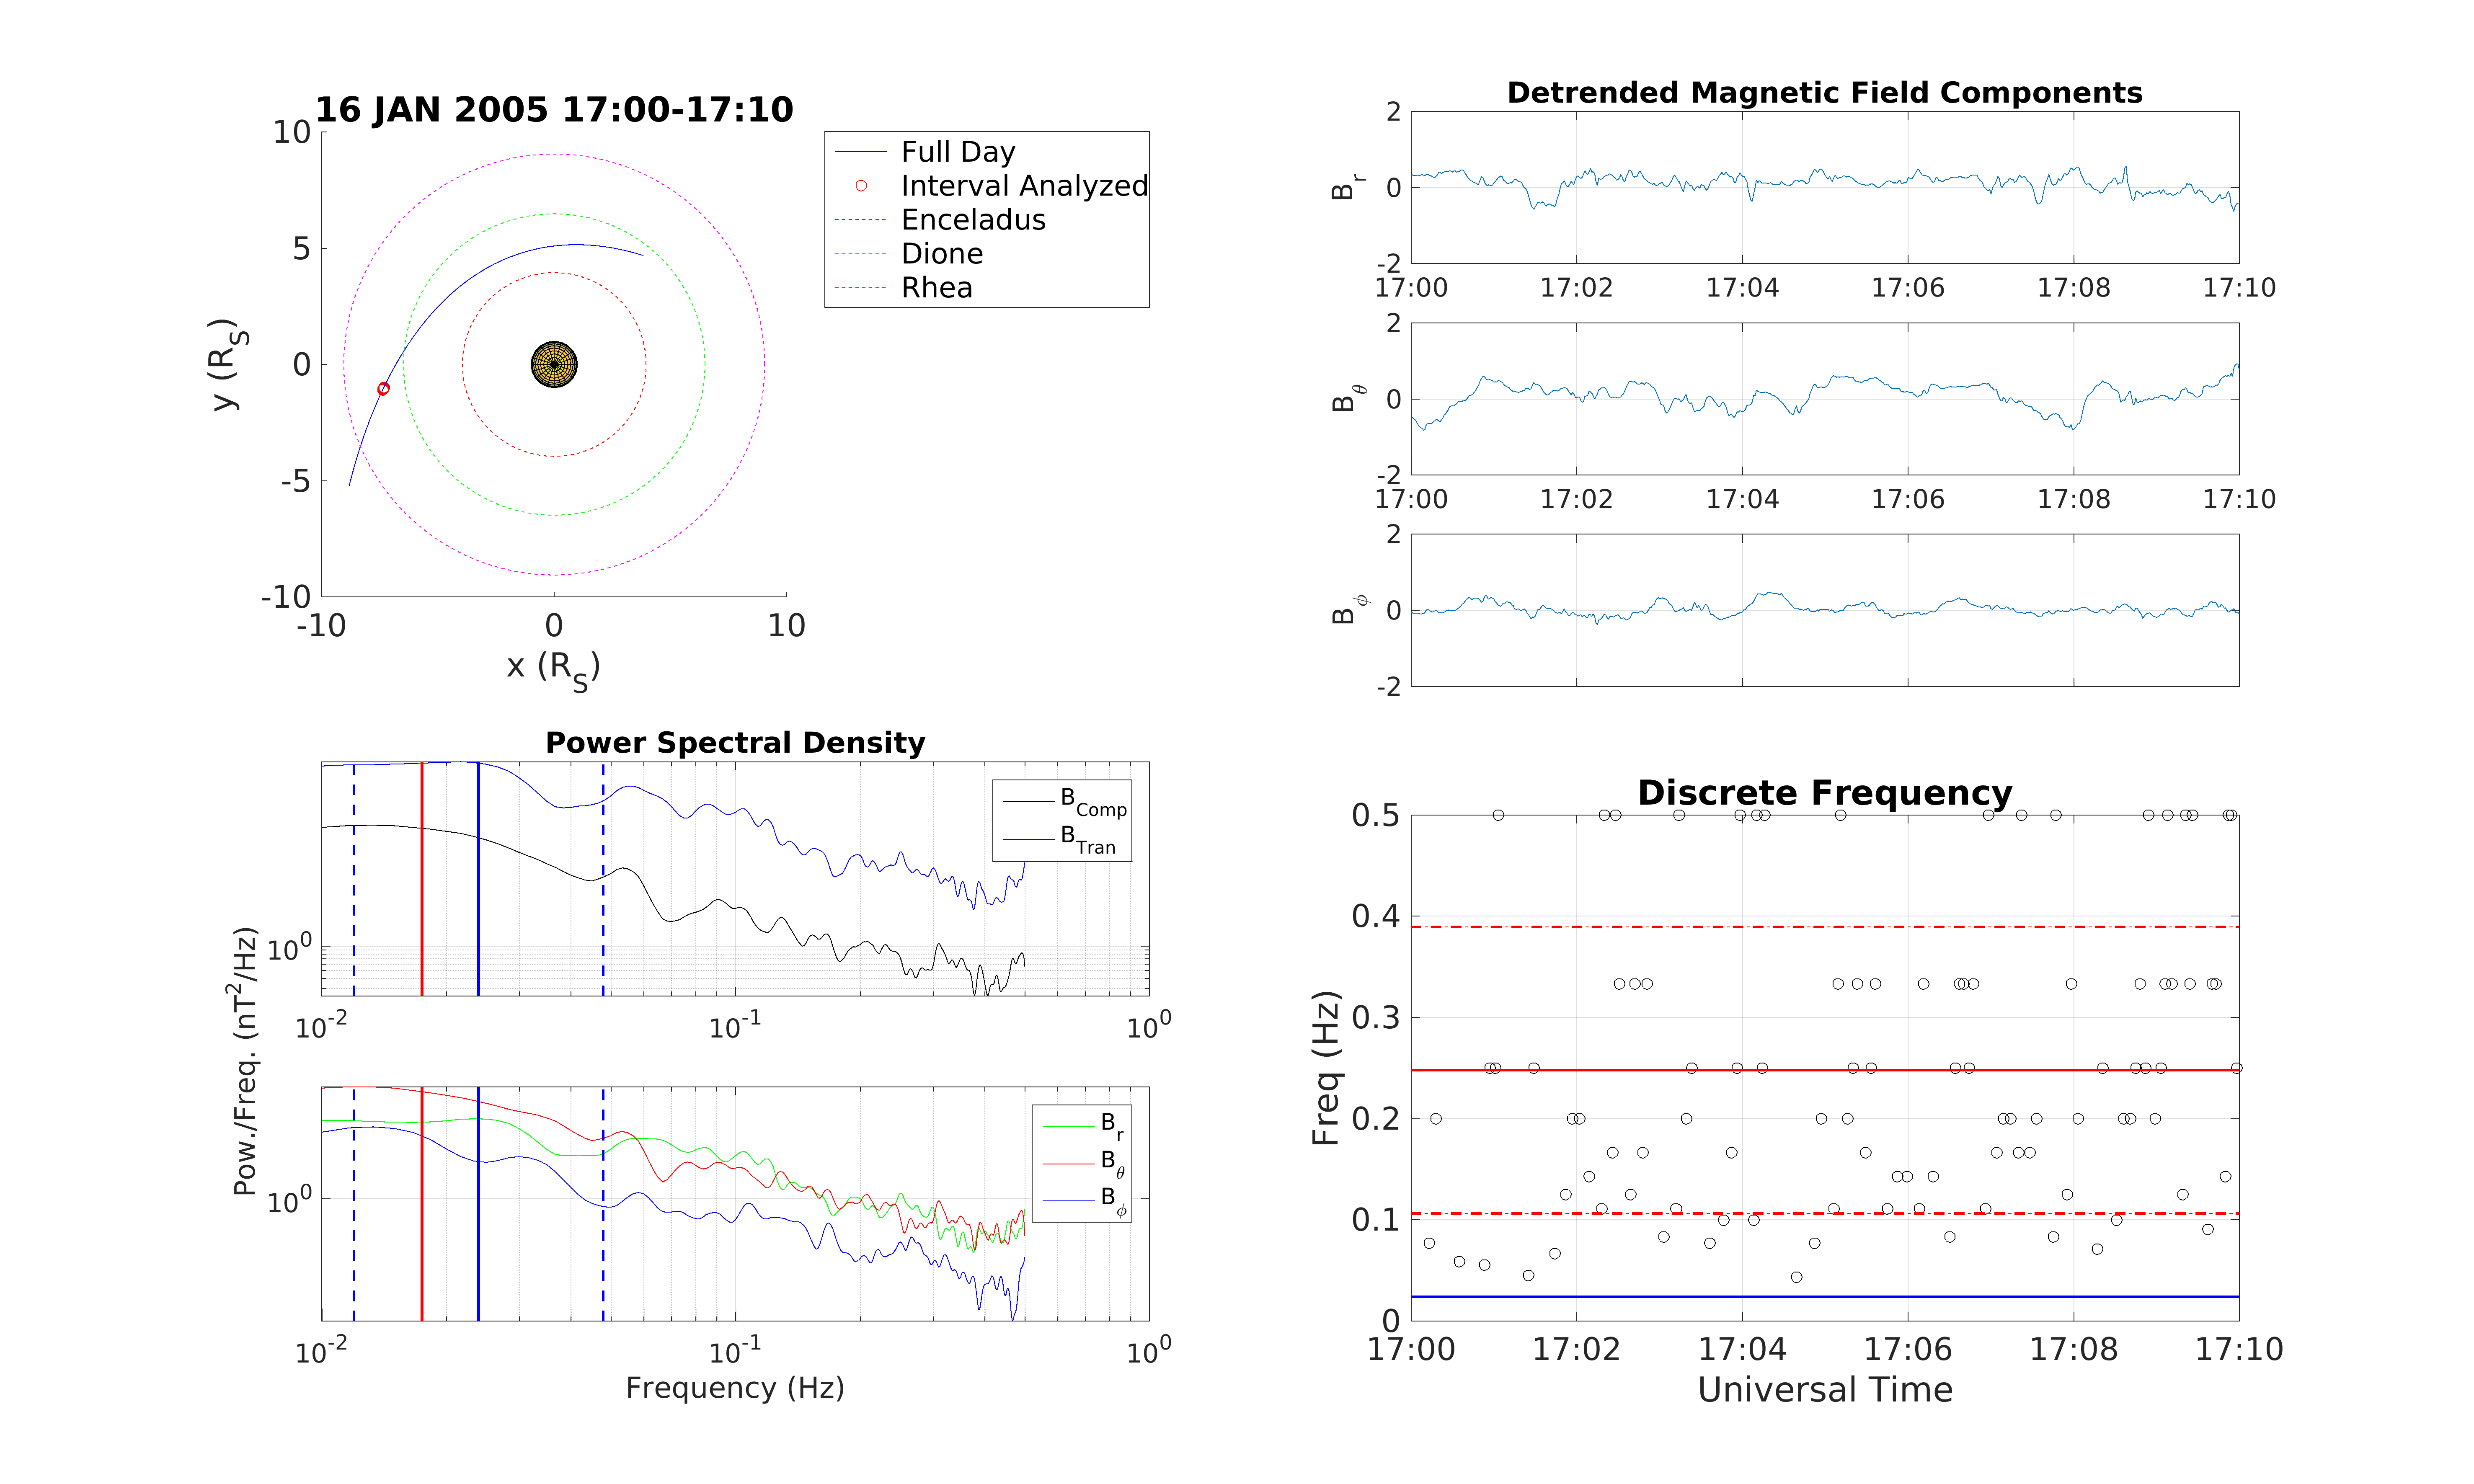 16 JAN 2005 17:00-17:10
10
5
0
-5
-10
-10
0
10
y (R_S)
x (R_S)
Full Day
Interval Analyzed
Enceladus
Dione
Rhea
Detrended Magnetic Field Components
2
0
-2
B_r
17:00
17:02
17:04
17:06
17:08
17:10
2
0
-2
B_θ
17:00
17:02
17:04
17:06
17:08
17:10
2
0
-2
B_ϕ
Power Spectral Density
B_Comp
B_Tran
10^0
10^-2
10^-1
10^0
Pow./Freq. (nT^2/Hz)
B_r
B_θ
B_ϕ
10^0
10^-2
10^-1
10^0
Frequency (Hz)
Discrete Frequency
0.5
0.4
0.3
0.2
0.1
0
Freq (Hz)
17:00
17:02
17:04
17:06
17:08
17:10
Universal Time